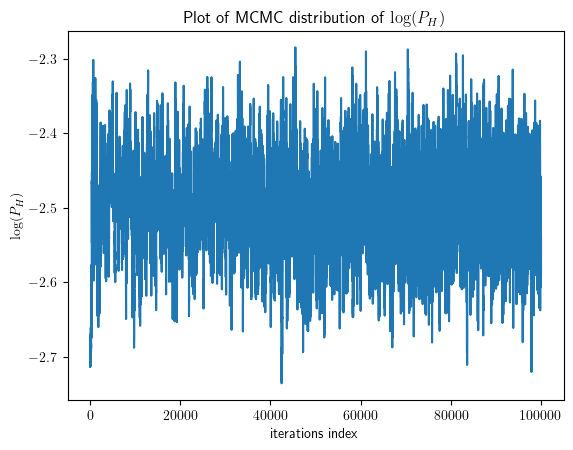 Plot of MCMC distribution of log(P_H)
−2.3
−2.4
−2.5
−2.6
−2.7
log(P_H)
0 20000 40000 60000 80000 100000
iterations index